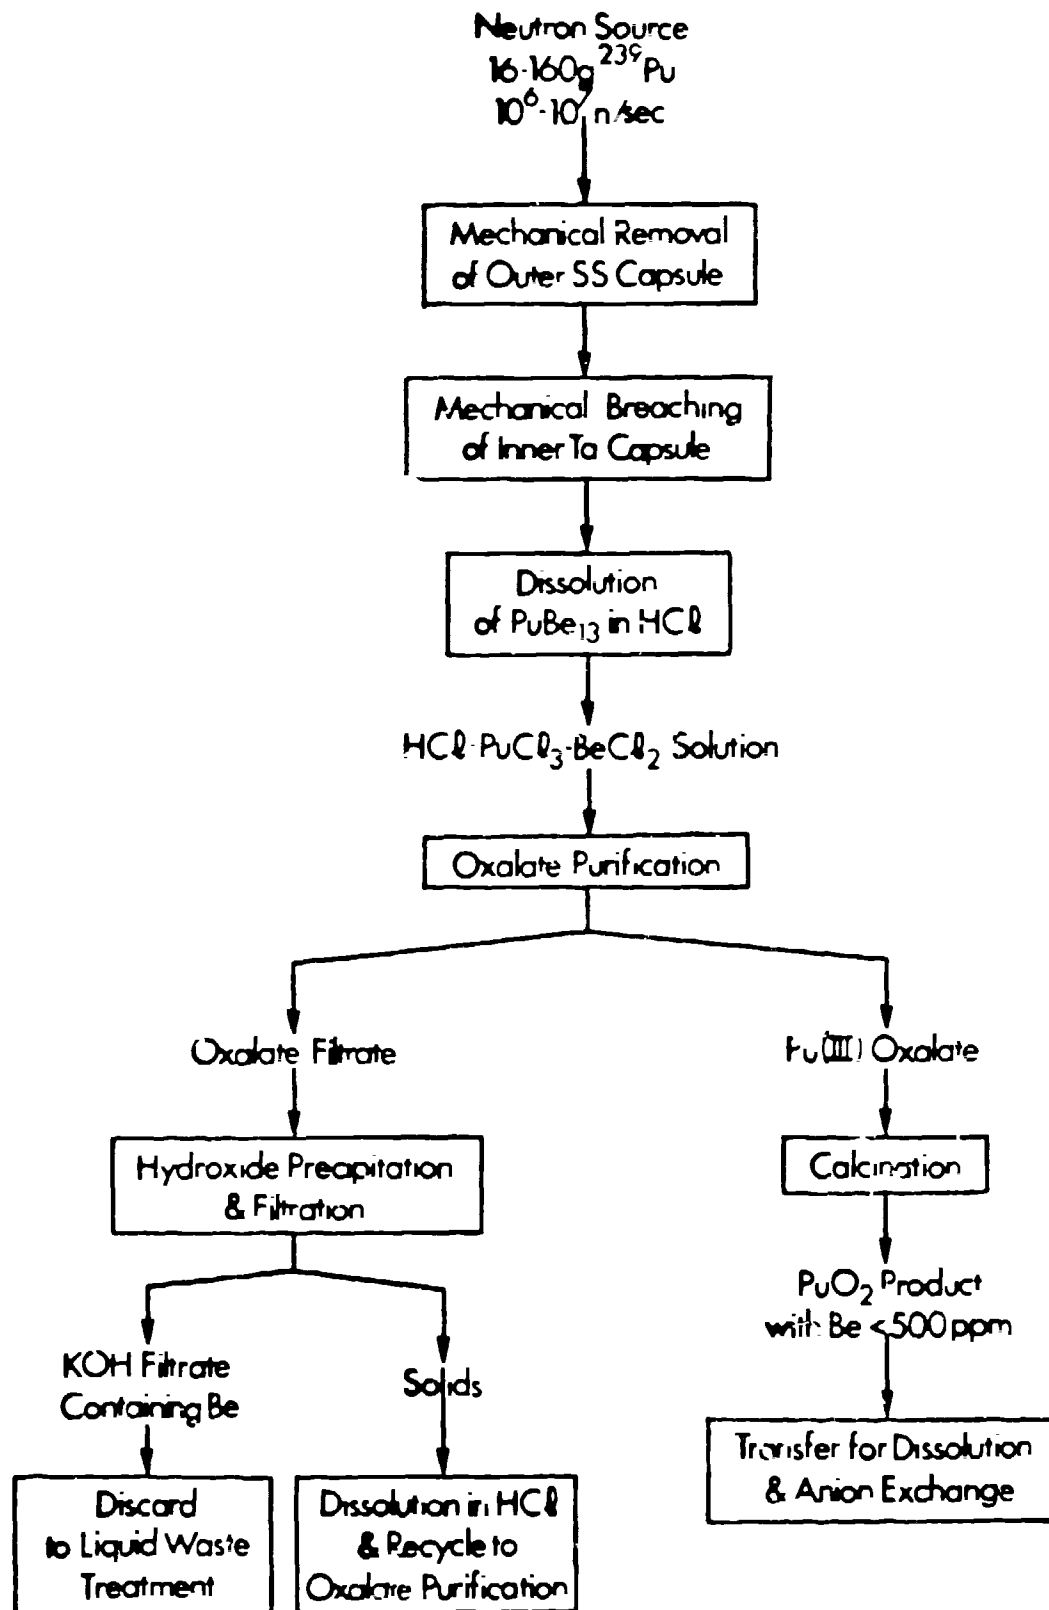 Neutron Source
16-160g ²³⁹Pu
10⁶-10⁷ n/sec
Mechanical Removal
of Outer SS Capsule
Mechanical Breaching
of Inner Ta Capsule
Dissolution
of PuBe₁₃ in HCl
HCl-PuCl₃-BeCl₂ Solution
Oxalate Purification
Oxalate Filtrate
Hydroxide Precipitation
& Filtration
KOH Filtrate
Containing Be
Discard
to Liquid Waste
Treatment
Solids
Dissolution in HCl
& Recycle to
Oxalate Purification
Pu(III) Oxalate
Calcination
PuO₂ Product
with Be <500 ppm
Transfer for Dissolution
& Anion Exchange